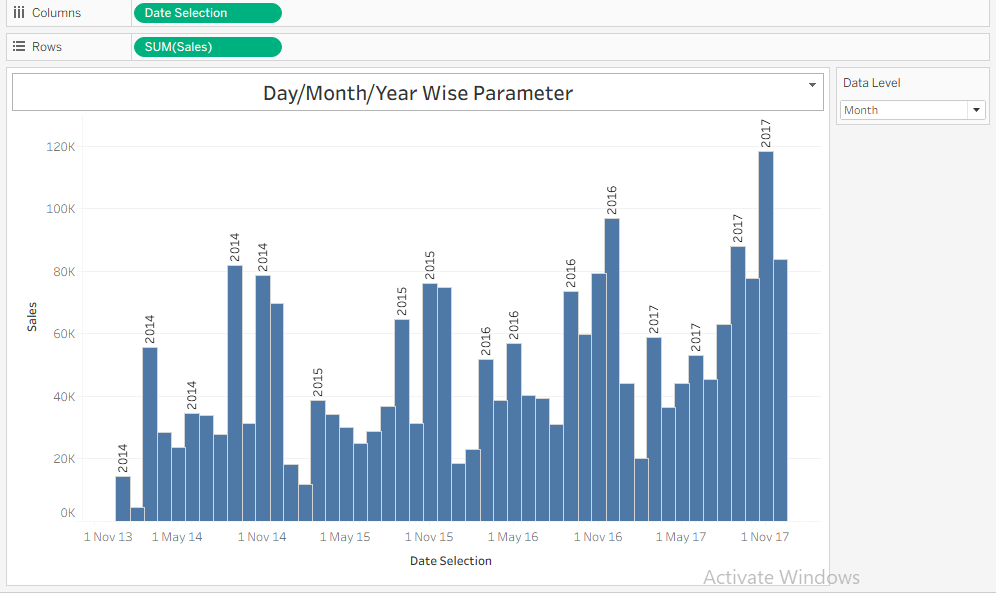 Columns
Date Selection
Rows
SUM(Sales)
Day/Month/Year Wise Parameter
Data Level
Month
Sales
120K
100K
80K
60K
40K
20K
0K
2014
2014
2014
2014
2014
2015
2015
2015
2016
2016
2016
2016
2017
2017
2017
2017
1 Nov 13
1 May 14
1 Nov 14
1 May 15
1 Nov 15
1 May 16
1 Nov 16
1 May 17
1 Nov 17
Date Selection
Activate Windows